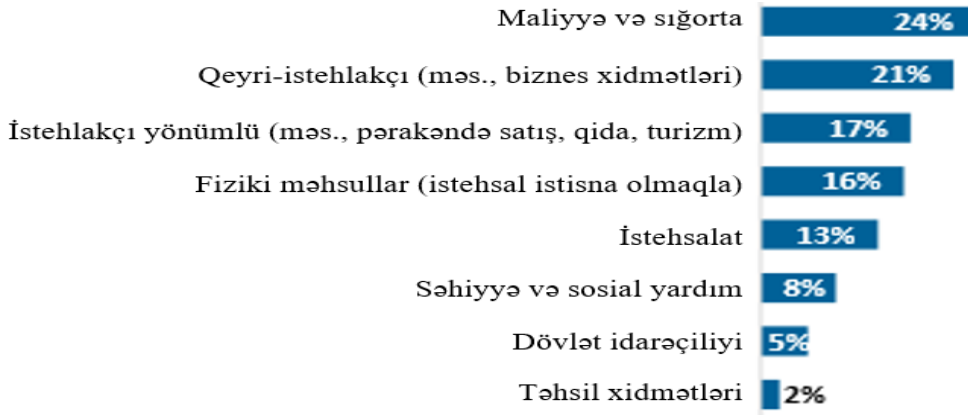 Maliyyə və sığorta 24%
Qeyri-istehlakçı (məs., biznes xidmətləri) 21%
İstehlakçı yönümlü (məs., pərakəndə satış, qida, turizm) 17%
Fiziki məhsullar (istehsal istisna olmaqla) 16%
İstehsalat 13%
Səhiyyə və sosial yardım 8%
Dövlət idarəçiliyi 5%
Təhsil xidmətləri 2%